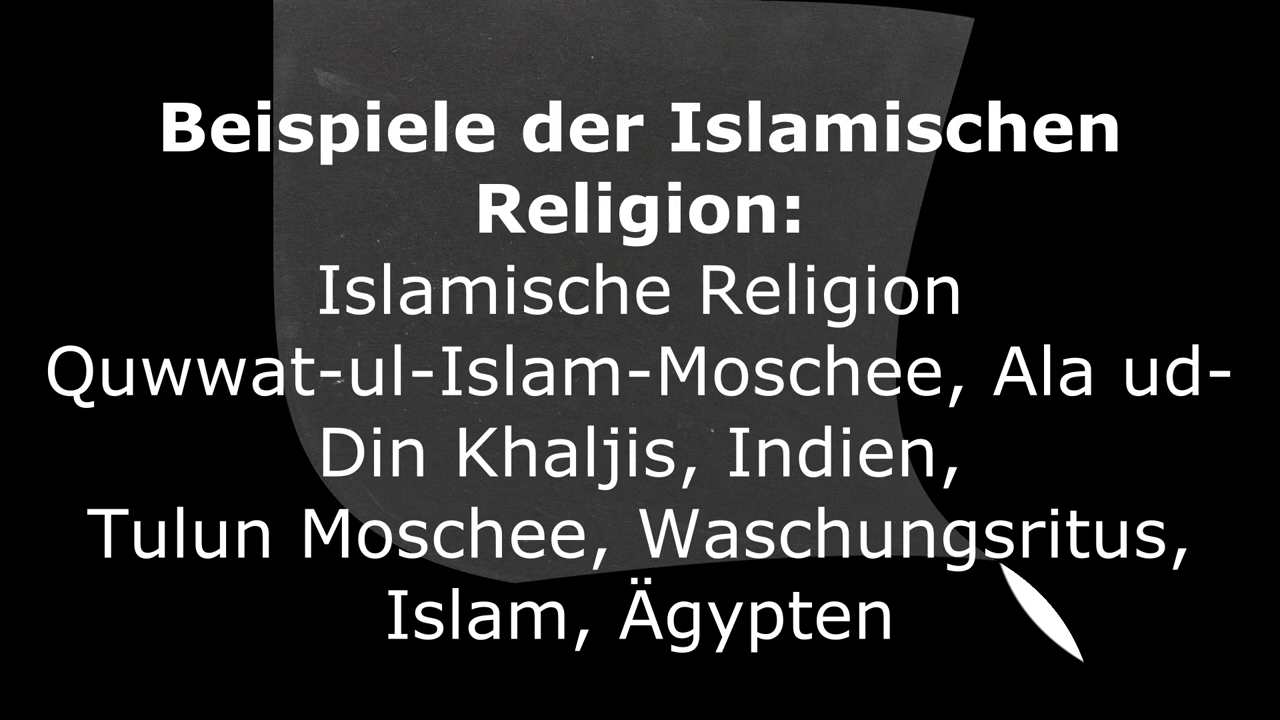 Beispiele der Islamischen
Religion:
Islamische Religion
Quwwat-ul-Islam-Moschee, Ala ud-
Din Khaljis, Indien,
Tulun Moschee, Waschungsritus,
Islam, Ägypten